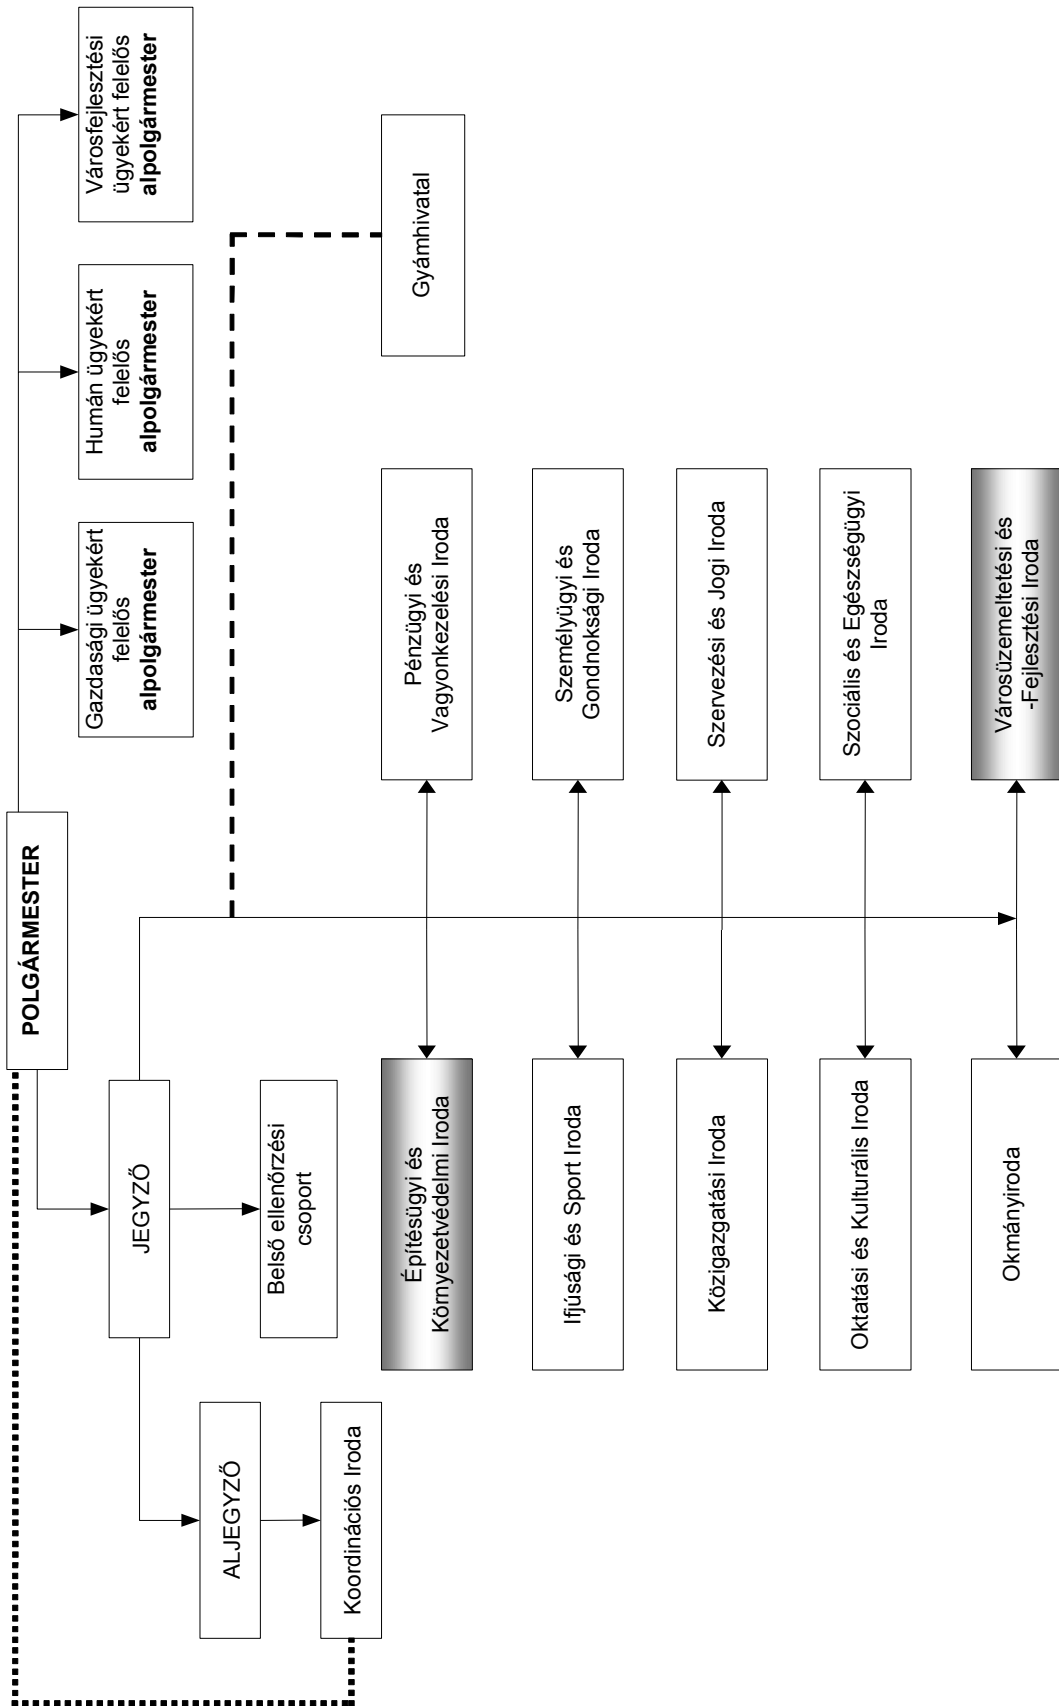 POLGÁRMESTER
Gazdasági ügyekért
felelős
alpolgármester
Humán ügyekért
felelős
alpolgármester
Városfejlesztési
ügyekért felelős
alpolgármester
JEGYZŐ
ALJEGYZŐ
Belső ellenőrzési
csoport
Koordinációs Iroda
Építésügyi és
Környezetvédelmi Iroda
Pénzügyi és
Vagyonkezelési Iroda
Gyámhivatal
Ifjúsági és Sport Iroda
Személyügyi és
Gondnoksági Iroda
Közigazgatási Iroda
Szervezési és Jogi Iroda
Oktatási és Kulturális Iroda
Szociális és Egészségügyi
Iroda
Okmányiroda
Városüzemeltetési és
-Fejlesztési Iroda